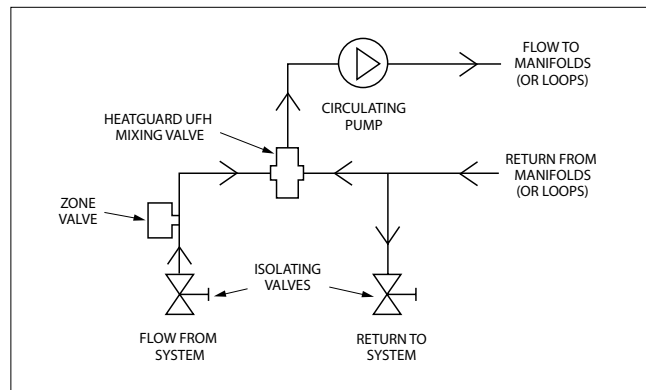 FLOW TO
MANIFOLDS
(OR LOOPS)
CIRCULATING
PUMP
HEATGUARD UFH
MIXING VALVE
RETURN FROM
MANIFOLDS
(OR LOOPS)
ZONE
VALVE
ISOLATING
VALVES
FLOW FROM
SYSTEM
RETURN TO
SYSTEM